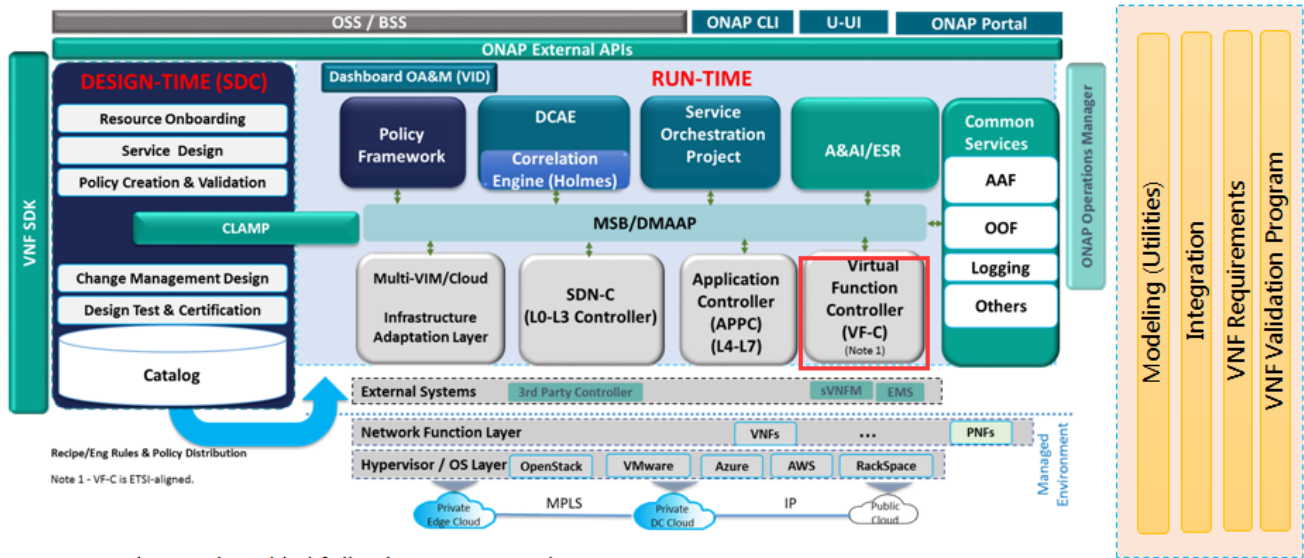 OSS / BSS
ONAP CLI
U-UI
ONAP Portal
ONAP External APIs
VNF SDK
DESIGN-TIME (SDC)
Resource Onboarding
Service Design
Policy Creation & Validation
CLAMP
Change Management Design
Design Test & Certification
Catalog
Dashboard OA&M (VID)
RUN-TIME
Policy
Framework
DCAE
Correlation
Engine (Holmes)
Service
Orchestration
Project
A&AI/ESR
Common
Services
AAF
OOF
Logging
Others
MSB/DMAAP
Multi-VIM/Cloud
Infrastructure
Adaptation Layer
SDN-C
(L0-L3 Controller)
Application
Controller
(APPC)
(L4-L7)
Virtual
Function
Controller
(VF-C)
(Note 1)
ONAP Operations Manager
External Systems
3rd Party Controller
sVNFM
EMS
Network Function Layer
VNFs
...
PNFs
Hypervisor / OS Layer
OpenStack
VMware
Azure
AWS
RackSpace
Managed
Environment
Private
Edge Cloud
MPLS
Private
DC Cloud
IP
Public
Cloud
Recipe/Eng Rules & Policy Distribution
Note 1 - VF-C is ETSI-aligned.
Modeling (Utilities)
Integration
VNF Requirements
VNF Validation Program